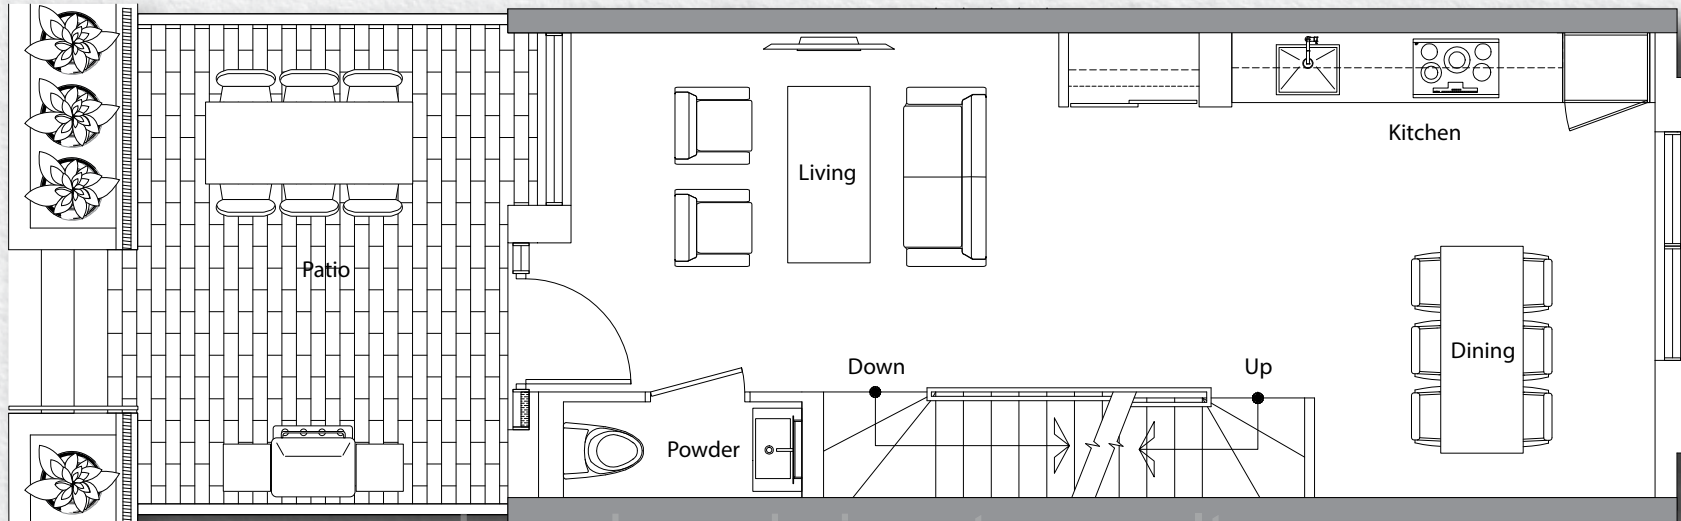 Kitchen
Living
Patio
Dining
Down
Up
Powder